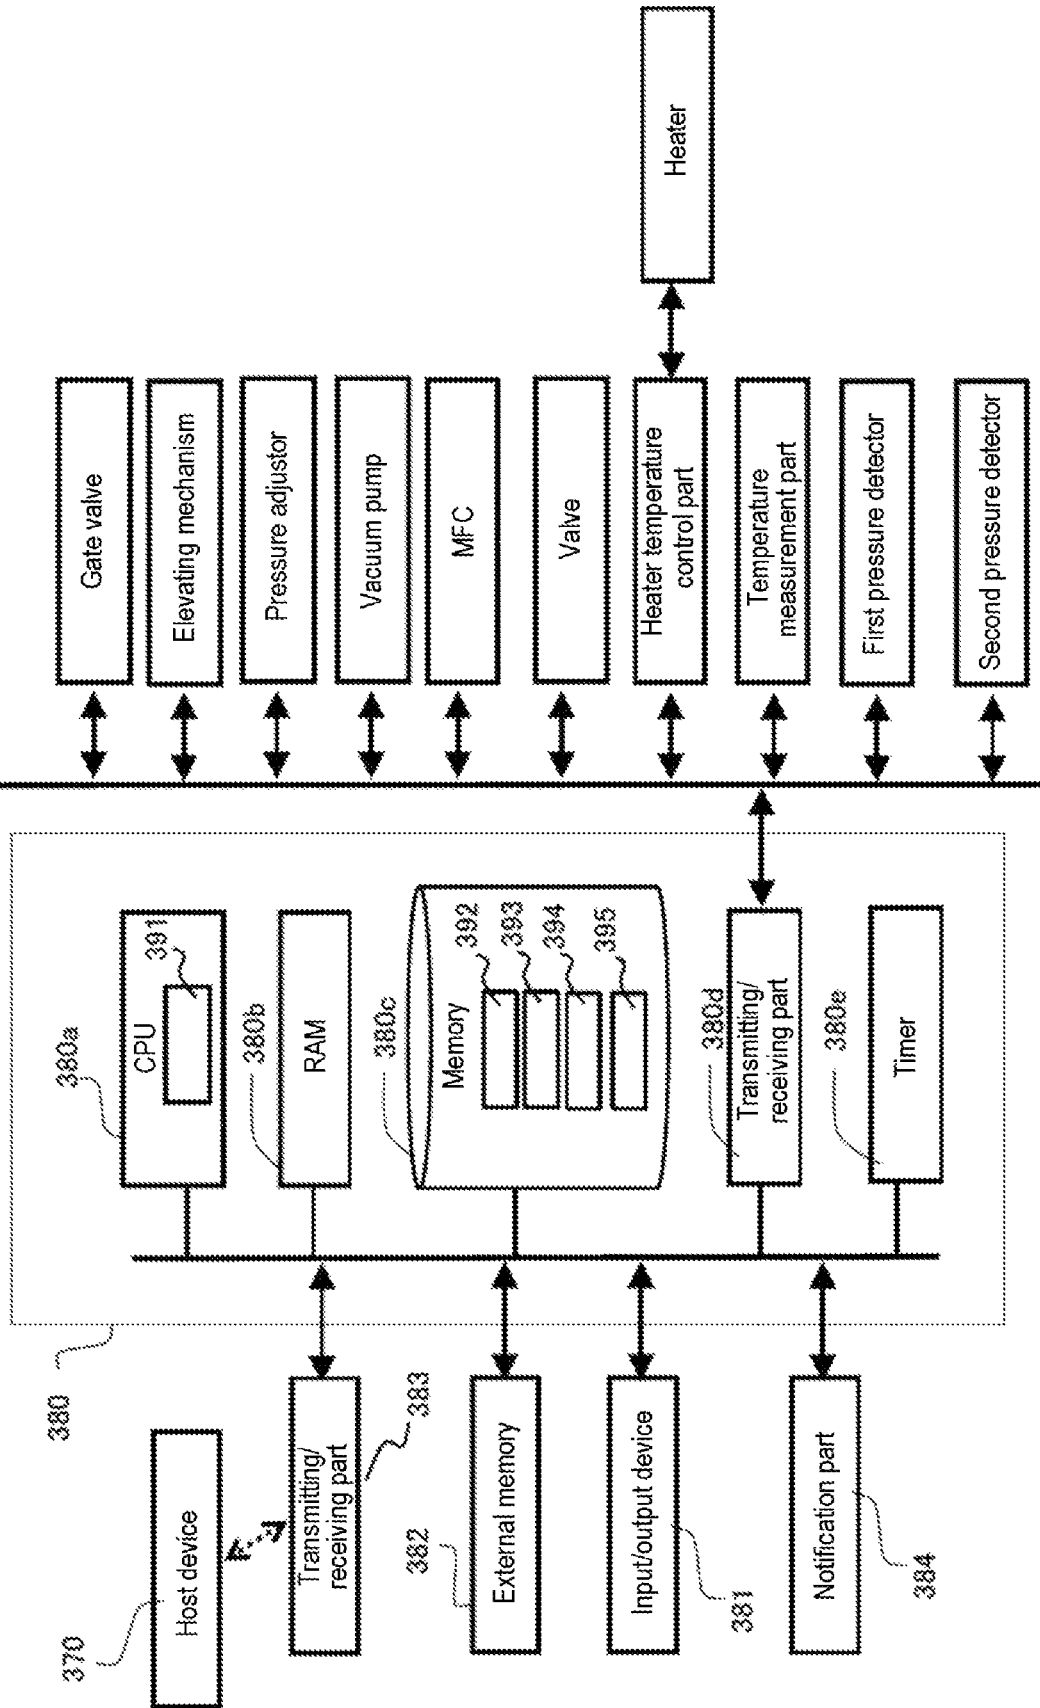 370
Host device
Transmitting/
receiving part
383
382
External memory
Input/output device
381
Notification part
384
380
380a
CPU
391
380b
RAM
380c
Memory
392
393
394
395
380d
Transmitting/
receiving part
380e
Timer
Gate valve
Elevating mechanism
Pressure adjustor
Vacuum pump
MFC
Valve
Heater temperature
control part
Temperature
measurement part
First pressure detector
Second pressure detector
Heater